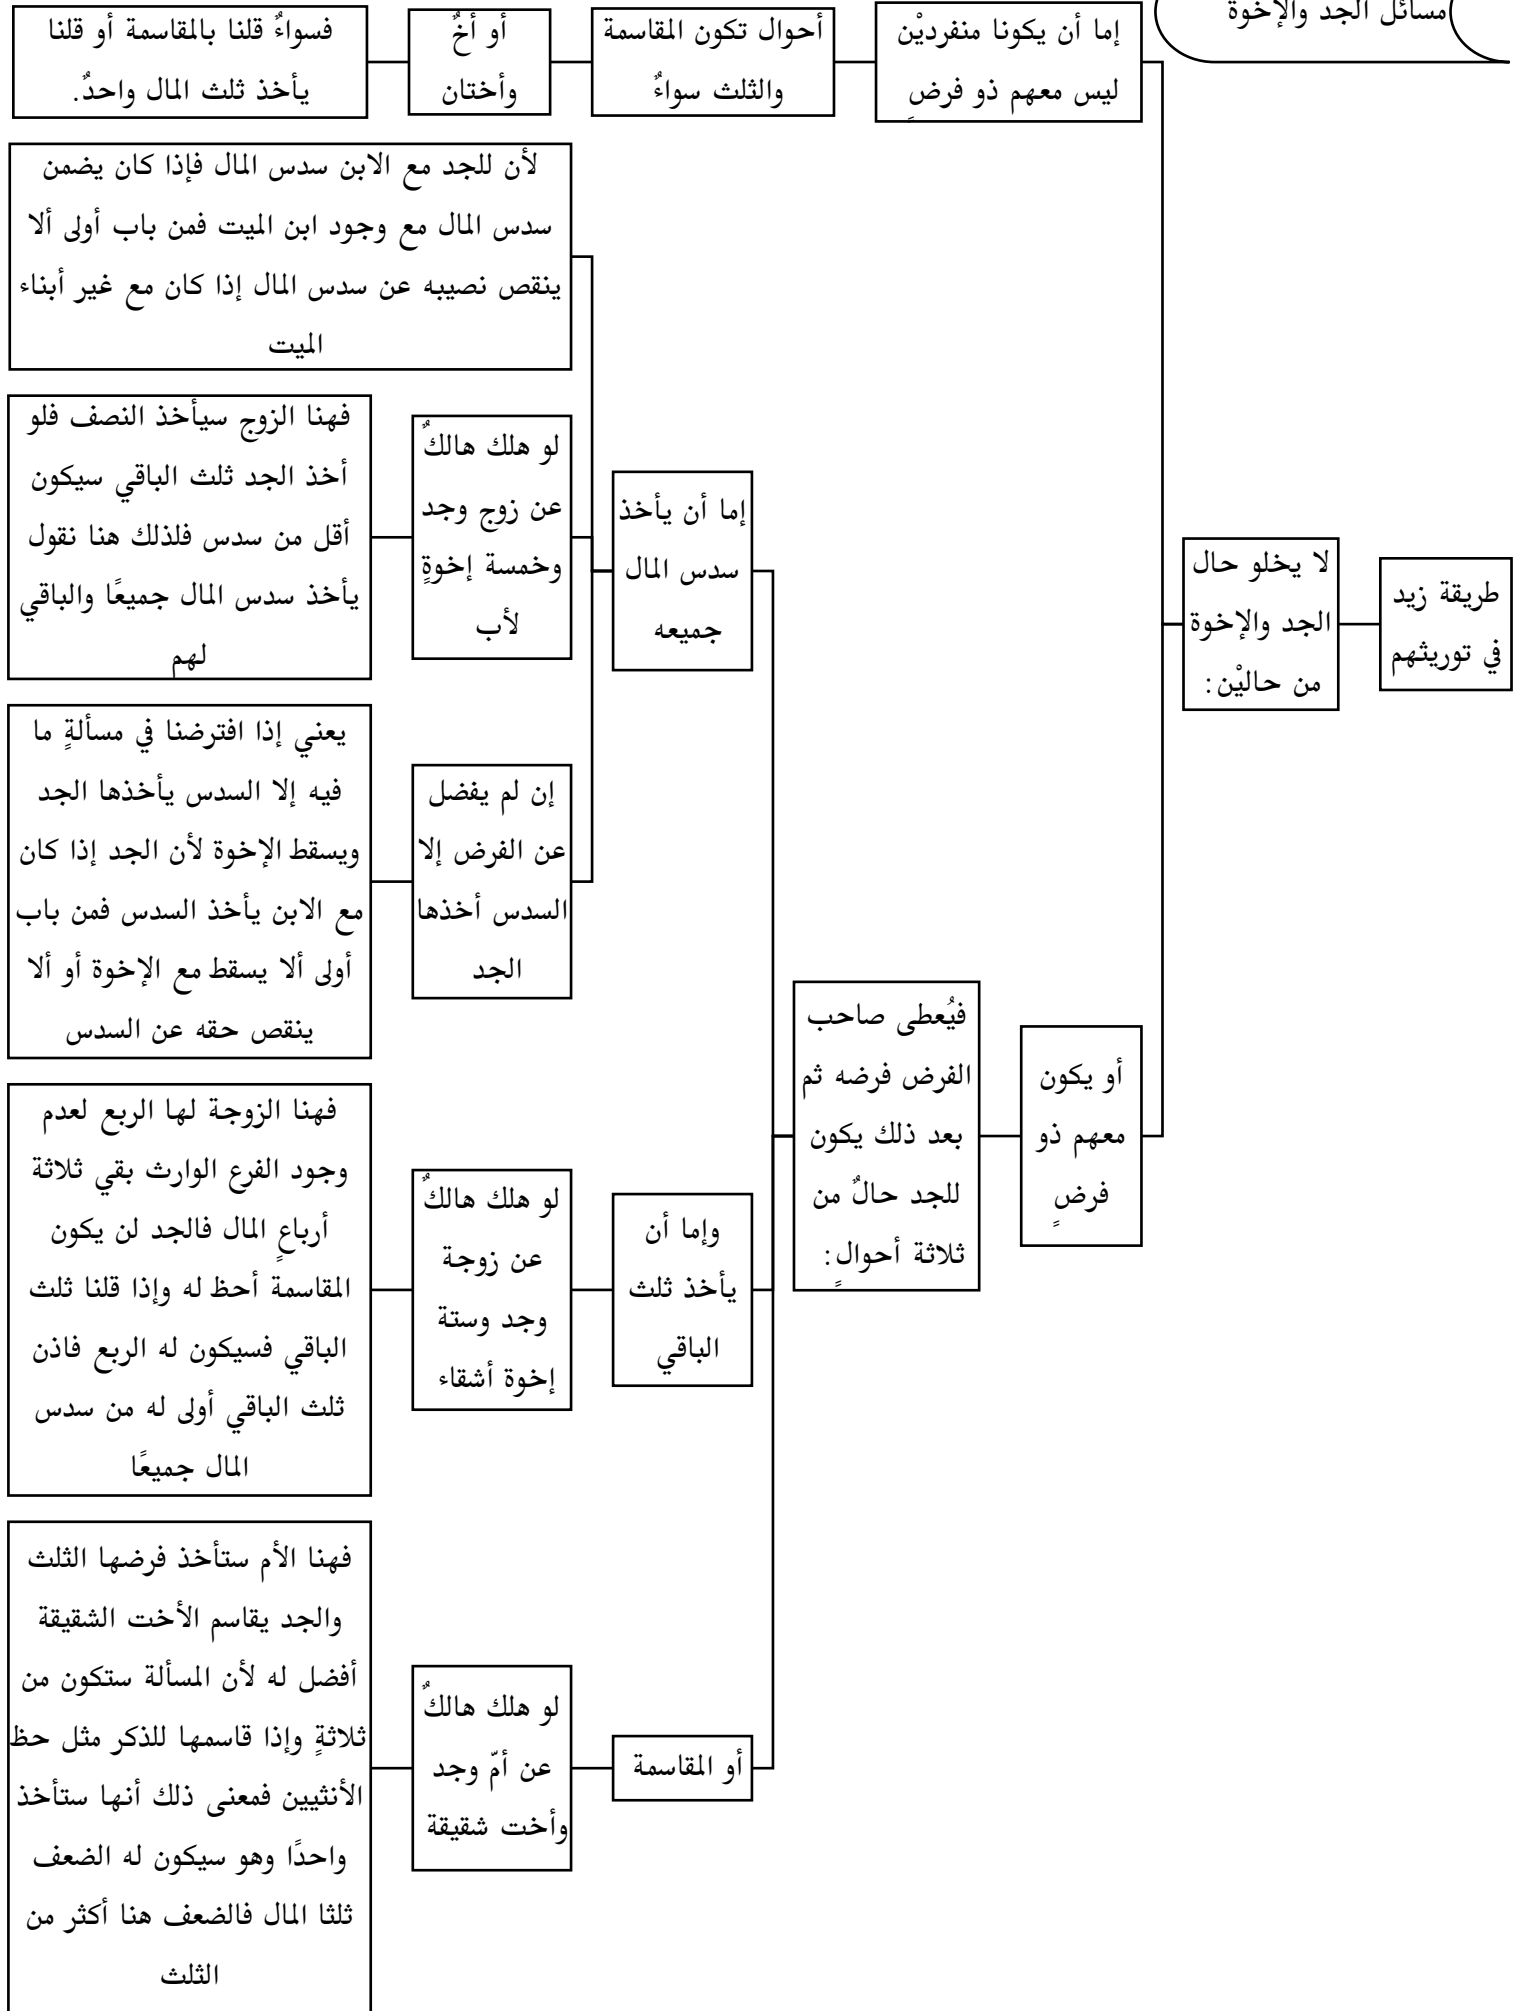 مسائل الجد والإخوة
طريقة زيد
في توريثهم
لا يخلو حال
الجد والإخوة
من حاليْن:
إما أن يكونا منفرديْن
ليس معهم ذو فرضٍ
أحوال تكون المقاسمة
والثلث سواءٌ
أو أخٌ
وأختان
فسواءٌ قلنا بالمقاسمة أو قلنا
يأخذ ثلث المال واحدٌ.
أو يكون
معهم ذو
فرضٍ
فيُعطى صاحب
الفرض فرضه ثم
بعد ذلك يكون
للجد حالٌ من
ثلاثة أحوالٍ:
إما أن يأخذ
سدس المال
جميعه
لأن للجد مع الابن سدس المال فإذا كان يضمن
سدس المال مع وجود ابن الميت فمن باب أولى ألا
ينقص نصيبه عن سدس المال إذا كان مع غير أبناء
الميت
لو هلك هالكٌ
عن زوج وجد
وخمسة إخوةٍ
لأب
فهنا الزوج سيأخذ النصف فلو
أخذ الجد ثلث الباقي سيكون
أقل من سدس فلذلك هنا نقول
يأخذ سدس المال جميعًا والباقي
لهم
إن لم يفضل
عن الفرض إلا
السدس أخذها
الجد
يعني إذا افترضنا في مسألةٍ ما
فيه إلا السدس يأخذها الجد
ويسقط الإخوة لأن الجد إذا كان
مع الابن يأخذ السدس فمن باب
أولى ألا يسقط مع الإخوة أو ألا
ينقص حقه عن السدس
وإما أن
يأخذ ثلث
الباقي
لو هلك هالكٌ
عن زوجة
وجد وستة
إخوة أشقاء
فهنا الزوجة لها الربع لعدم
وجود الفرع الوارث بقي ثلاثة
أرباعٍ المال فالجد لن يكون
المقاسمة أحظ له وإذا قلنا ثلث
الباقي فسيكون له الربع فاذن
ثلث الباقي أولى له من سدس
المال جميعًا
أو المقاسمة
لو هلك هالكٌ
عن أمّ وجد
وأخت شقيقة
فهنا الأم ستأخذ فرضها الثلث
والجد يقاسم الأخت الشقيقة
أفضل له لأن المسألة ستكون من
ثلاثةٍ وإذا قاسمها للذكر مثل حظ
الأنثيين فمعنى ذلك أنها ستأخذ
واحدًا وهو سيكون له الضعف
ثلثا المال فالضعف هنا أكثر من
الثلث